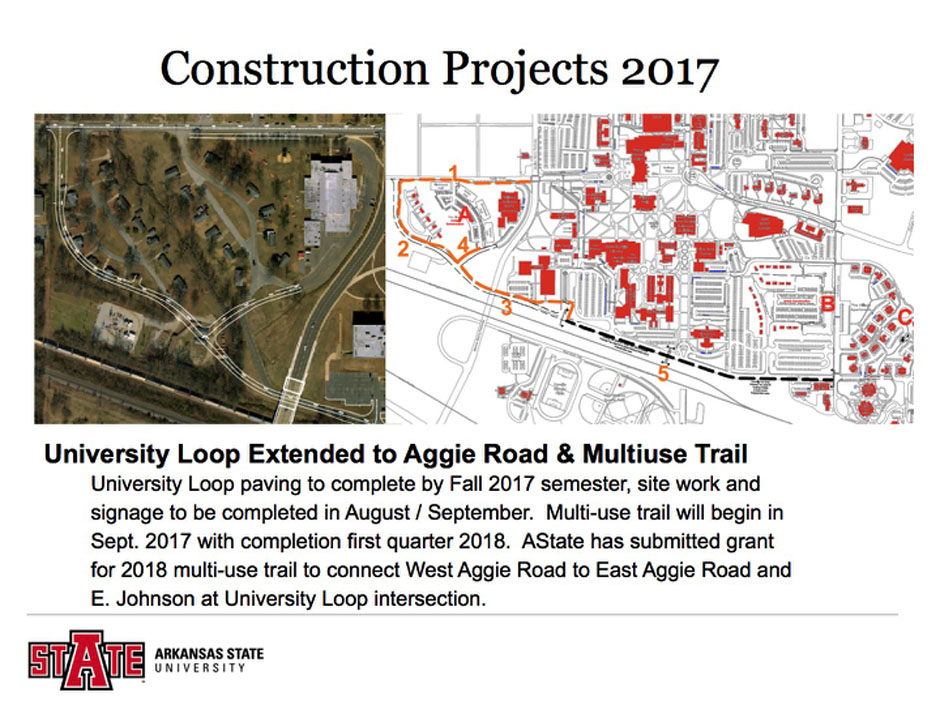 Construction Projects 2017
1
A
2
4
3
5
B
C
University Loop Extended to Aggie Road & Multiuse Trail
University Loop paving to complete by Fall 2017 semester, site work and
signage to be completed in August / September. Multi-use trail will begin in
Sept. 2017 with completion first quarter 2018. AState has submitted grant
for 2018 multi-use trail to connect West Aggie Road to East Aggie Road and
E. Johnson at University Loop intersection.
STATE
ARKANSAS STATE
UNIVERSITY